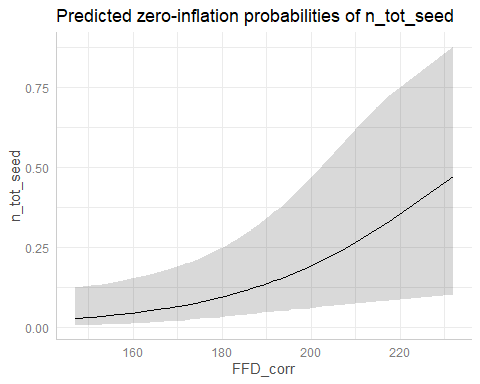 Predicted zero-inflation probabilities of n_tot_seed
n_tot_seed
0.75
0.50
0.25
0.00
160 180 200 220
FFD_corr